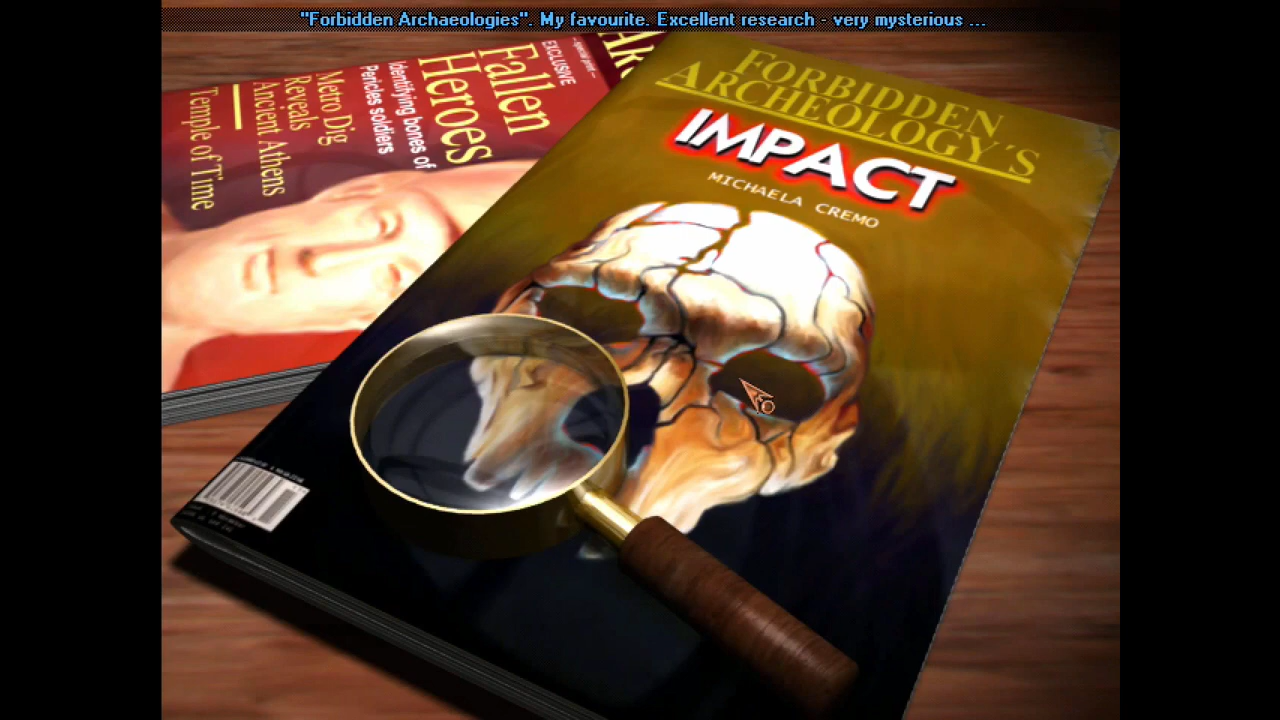 "Forbidden Archaeologies". My favourite. Excellent research - very mysterious ...
FORBIDDEN
ARCHEOLOGY´S
IMPACT
MICHAELA CREMO
EXCLUSIVE
Fallen
Heroes
Identifying bones of
Pericles soldiers
Metro Dig
Reveals
Ancient Athens
Temple of Time